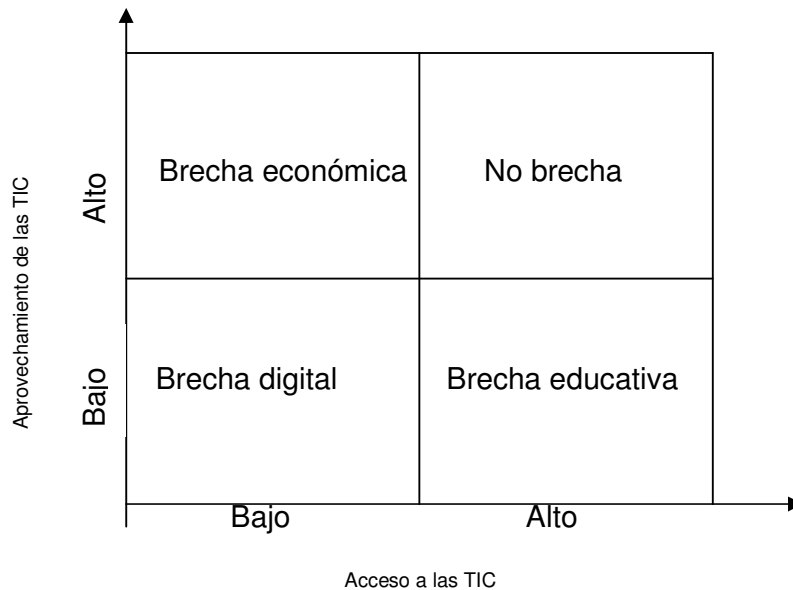 Aprovechamiento de las TIC
Alto
Bajo
Brecha económica
No brecha
Brecha digital
Brecha educativa
Bajo
Alto
Acceso a las TIC